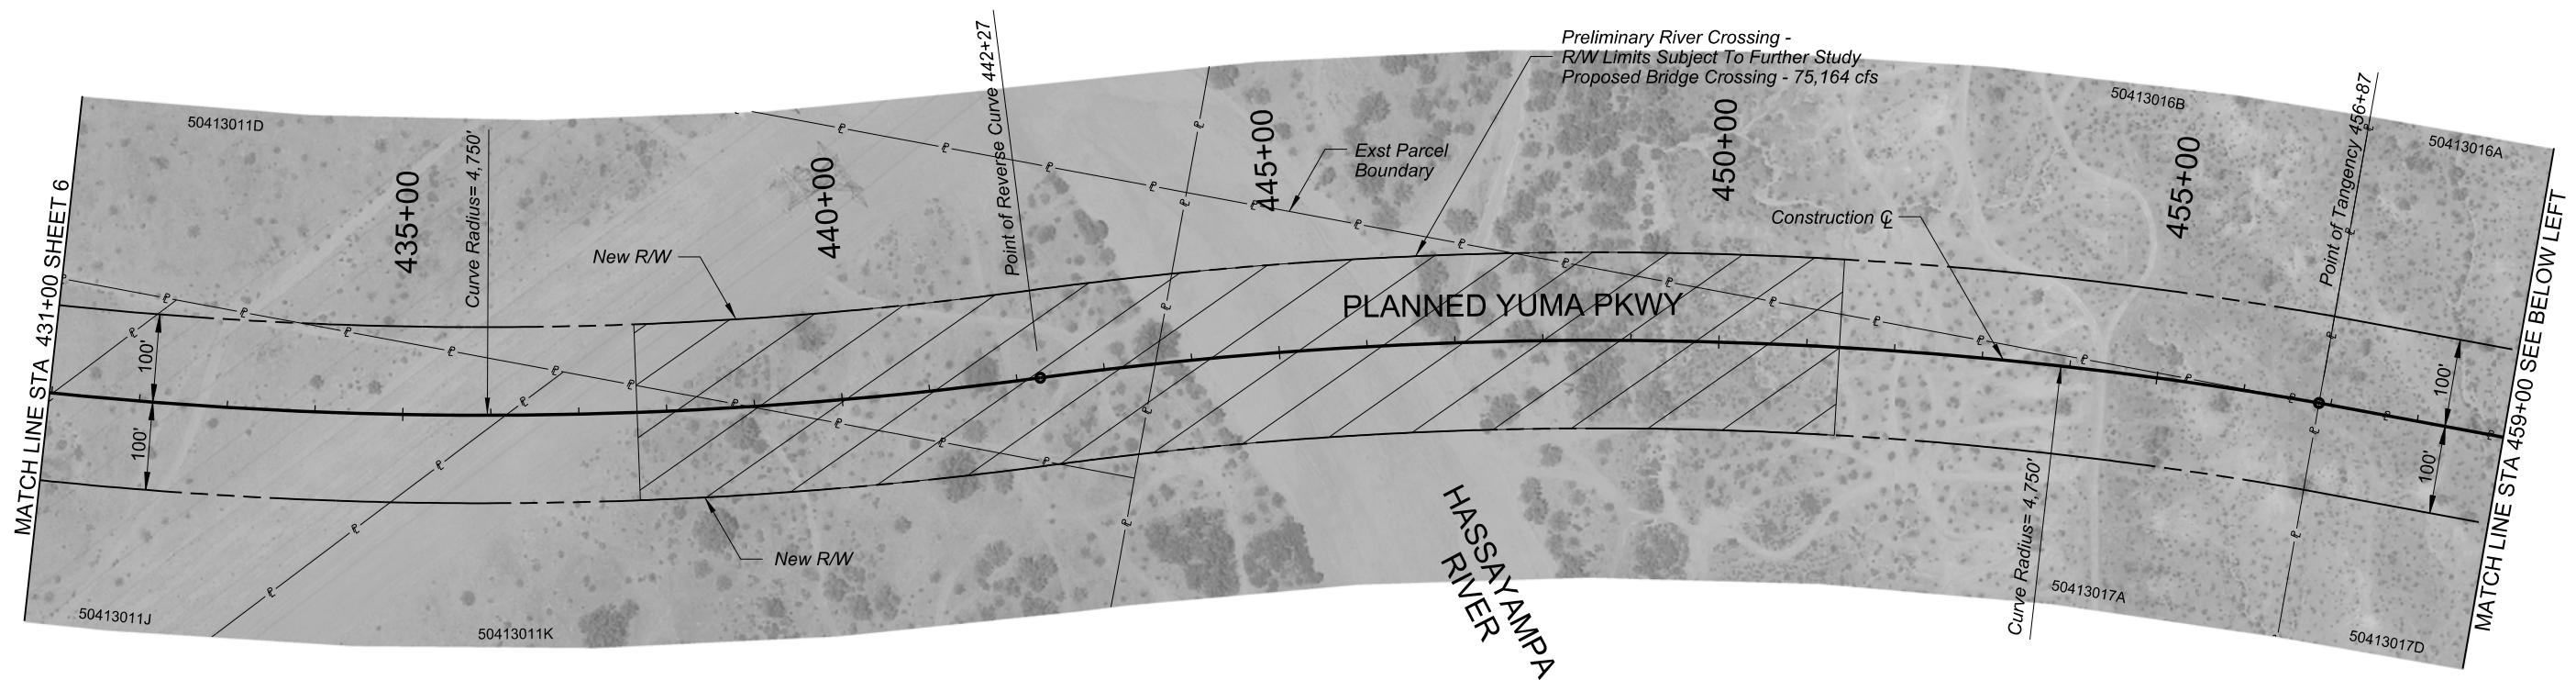 Preliminary River Crossing -
R/W Limits Subject To Further Study
Proposed Bridge Crossing - 75,164 cfs
50413011D
50413016B
50413016A
MATCH LINE STA 431+00 SHEET 6
435+00
Curve Radius= 4,750'
440+00
Point of Reverse Curve 442+27
445+00
Exst Parcel
Boundary
450+00
Construction ℄
455+00
Point of Tangency 456+87
MATCH LINE STA 459+00 SEE BELOW LEFT
New R/W
PLANNED YUMA PKWY
100'
100'
100'
100'
New R/W
HASSAYAMPA
RIVER
Curve Radius= 4,750'
50413011J
50413011K
50413017A
50413017D